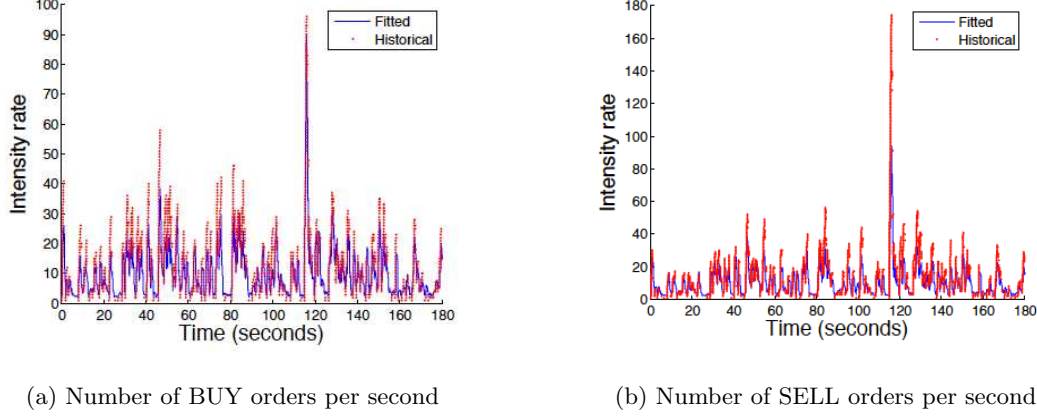 100
90
80
70
60
50
40
30
20
10
0
Intensity rate
Fitted
Historical
0 20 40 60 80 100 120 140 160 180
Time (seconds)
(a) Number of BUY orders per second
180
160
140
120
100
80
60
40
20
0
Intensity rate
Fitted
Historical
0 20 40 60 80 100 120 140 160 180
Time (seconds)
(b) Number of SELL orders per second